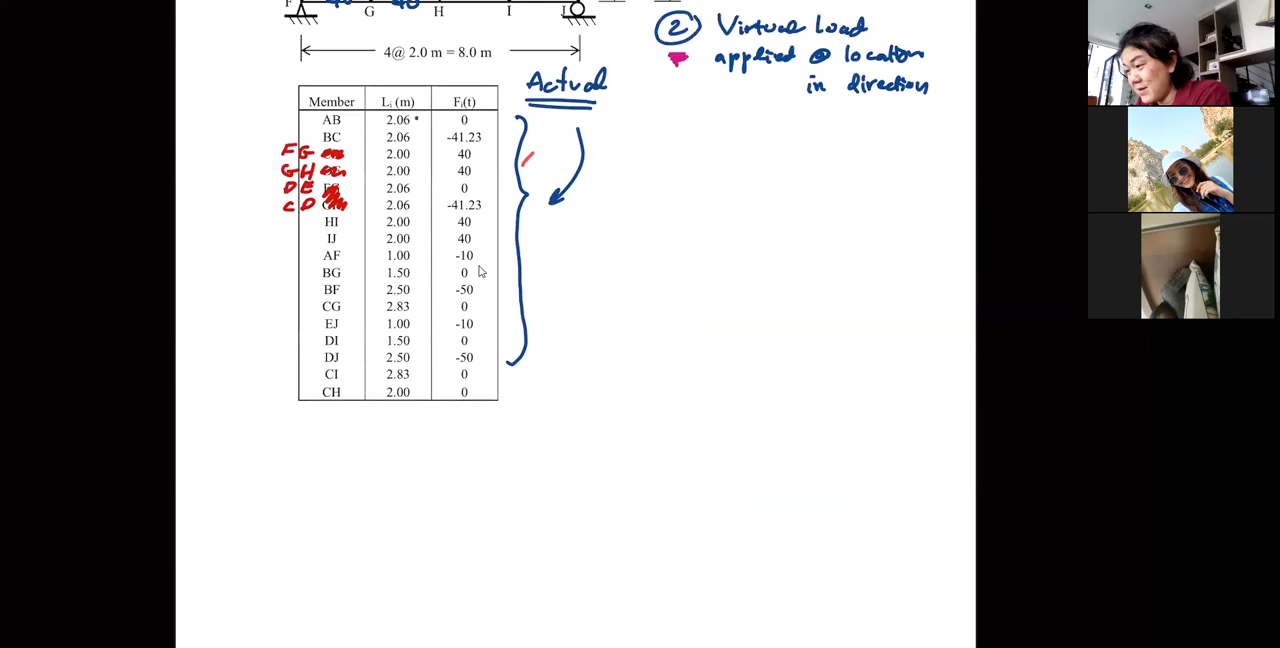 F G H I J
4@ 2.0 m = 8.0 m
② Virtual Load
applied @ location
in direction
Actual
Member Lᵢ (m) Fᵢ(t)
AB 2.06 0
BC 2.06 -41.23
FG 2.00 40
GH 2.00 40
DE 2.06 0
CD 2.06 -41.23
HI 2.00 40
IJ 2.00 40
AF 1.00 -10
BG 1.50 0
BF 2.50 -50
CG 2.83 0
EJ 1.00 -10
DI 1.50 0
DJ 2.50 -50
CI 2.83 0
CH 2.00 0